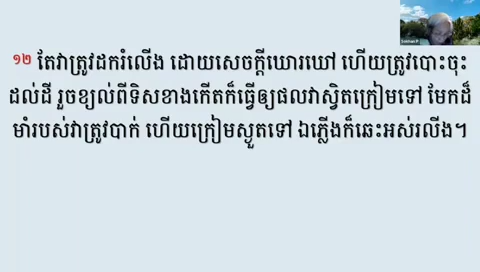 ១២ តែវាត្រូវដករំលើង ដោយសេចក្ដីឃោរឃៅ ហើយត្រូវបោះចុះ
ដល់ដី រួចខ្យល់ពីទិសខាងកើតក៏ធ្វើឲ្យផលវាស្វិតក្រៀមទៅ មែកដ៏
មាំរបស់វាត្រូវបាក់ ហើយក្រៀមស្ងួតទៅ ឯភ្លើងក៏ឆេះអស់រលីង។